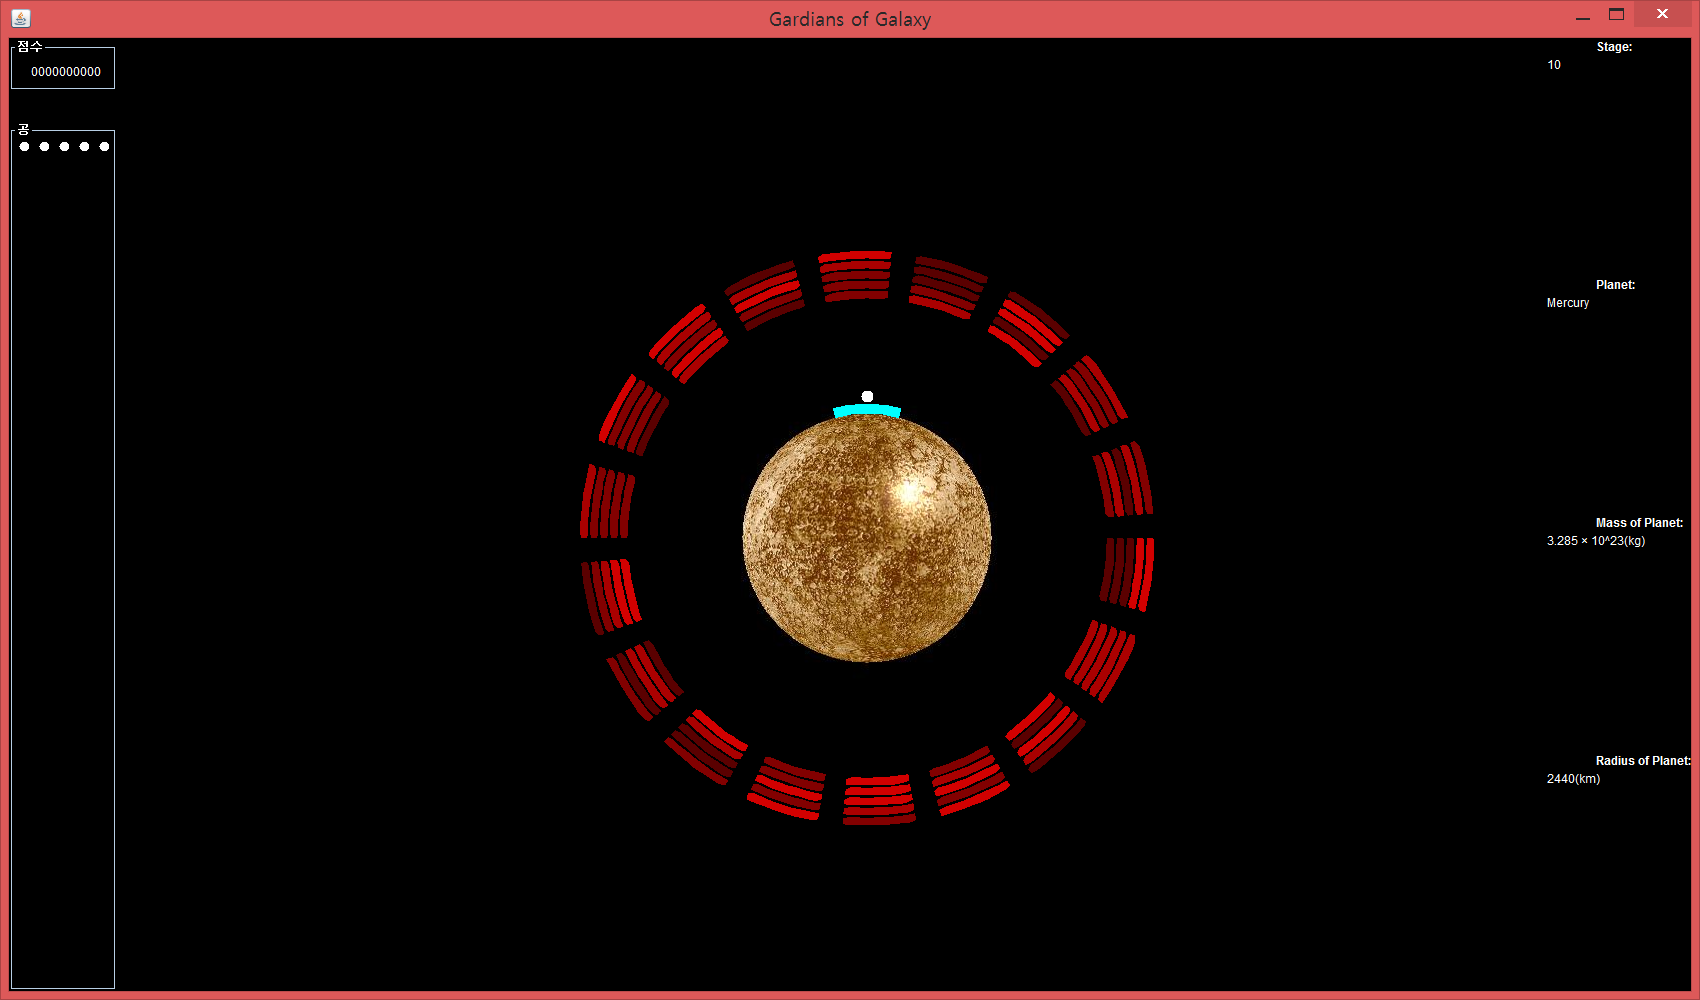 Gardians of Galaxy
점수
0000000000
공
Stage:
10
Planet:
Mercury
Mass of Planet:
3.285 × 10^23(kg)
Radius of Planet:
2440(km)